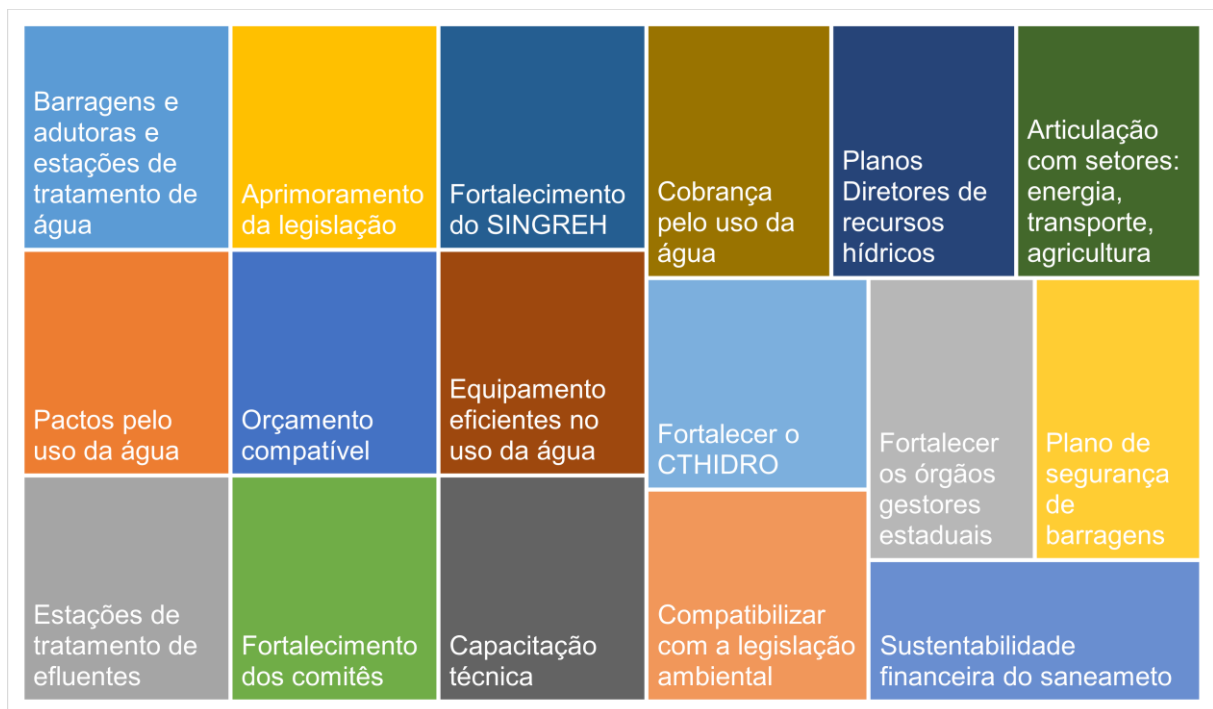 Barragens e
adutoras e
estações de
tratamento de
água
Aprimoramento
da legislação
Fortalecimento
do SINGREH
Cobrança
pelo uso da
água
Planos
Diretores de
recursos
hídricos
Articulação
com setores:
energia,
transporte,
agricultura
Pactos pelo
uso da água
Orçamento
compatível
Equipamento
eficientes no
uso da água
Fortalecer o
CTHIDRO
Fortalecer
os órgãos
gestores
estaduais
Plano de
segurança
de
barragens
Estações de
tratamento de
efluentes
Fortalecimento
dos comitês
Capacitação
técnica
Compatibilizar
com a legislação
ambiental
Sustentabilidade
financeira do saneameto